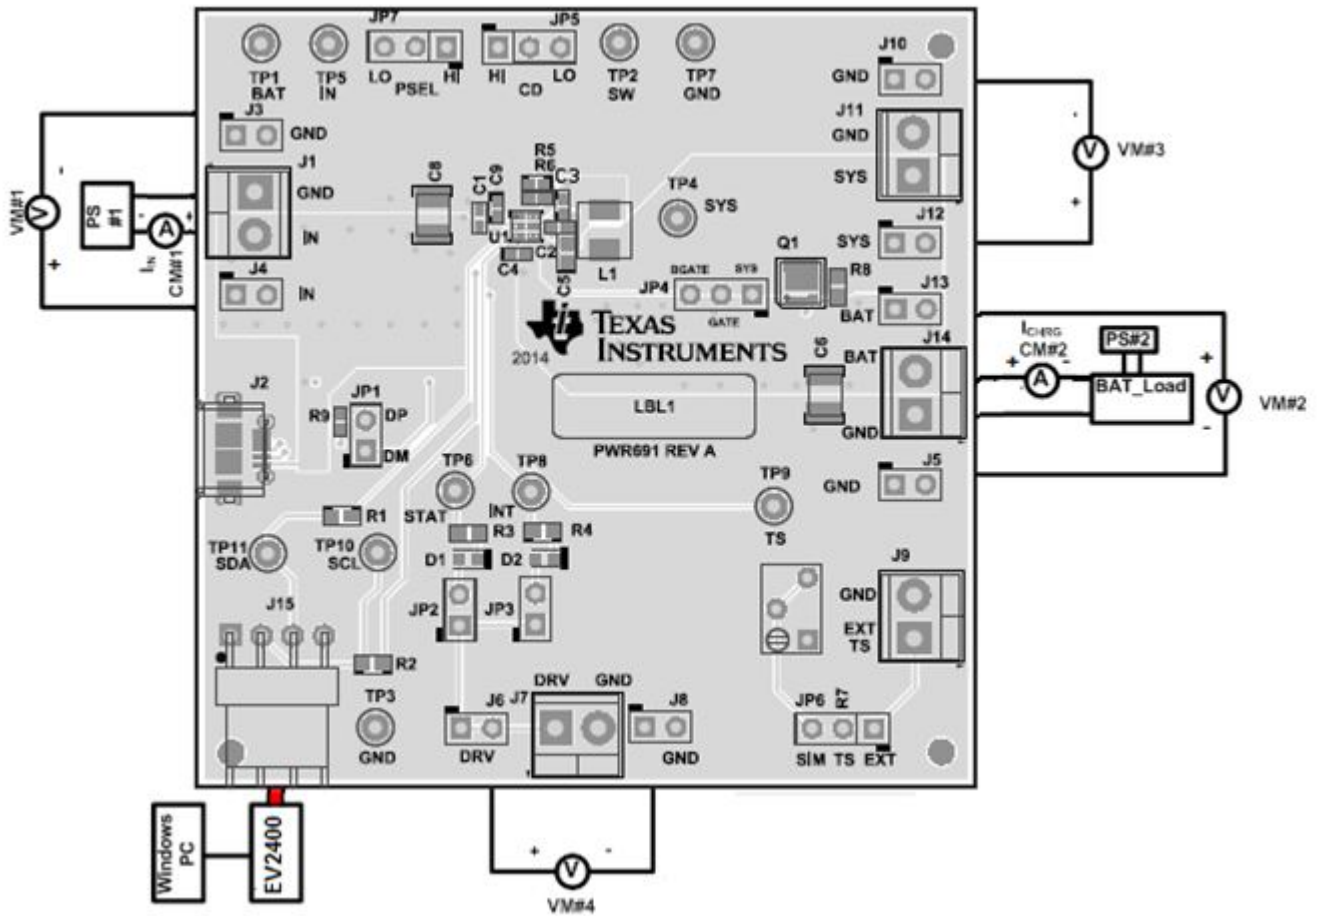 JP7
JP5
J10
LO
HI
HI
LO
TP1
BAT
TP5
IN
PSEL
CD
TP2
SW
TP7
GND
GND
J3
GND
J11
GND
SYS
J1
GND
IN
C8
C1
C9
R5
R6
C3
TP4
SYS
U1
C2
C4
C5
L1
J12
SYS
Q1
R8
J4
IN
BGATE
SYS
JP4
GATE
J13
BAT
TEXAS
INSTRUMENTS
2014
C6
J14
BAT
GND
J2
JP1
R9
DP
DM
LBL1
PWR691 REV A
TP6
STAT
TP8
INT
TP9
TS
J5
GND
R1
R3
R4
TP11
SDA
TP10
SCL
D1
D2
J9
GND
EXT
TS
J15
JP2
JP3
R2
TP3
GND
J6
DRV
J7
DRV
GND
J8
GND
JP6
R7
SIM TS EXT
VM#1
V
-
+
PS
#1
-
+
A
IIN
CM#1
V
VM#3
-
+
ICHRG
CM#2
+
-
A
PS#2
BAT_Load
+
-
V
VM#2
Windows
PC
EV2400
+
-
V
VM#4